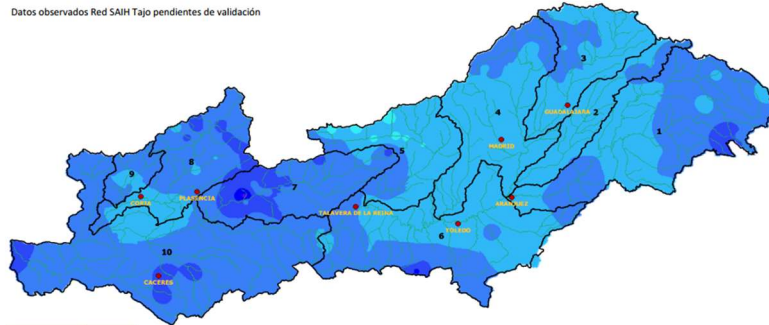 Datos observados Red SAIH Tajo pendientes de validación
3
4
GUADALAJARA
2
1
MADRID
5
8
9
7
PLASENCIA
CORIA
ARANJUEZ
TALAVERA DE LA REINA
TOLEDO
6
10
CACERES